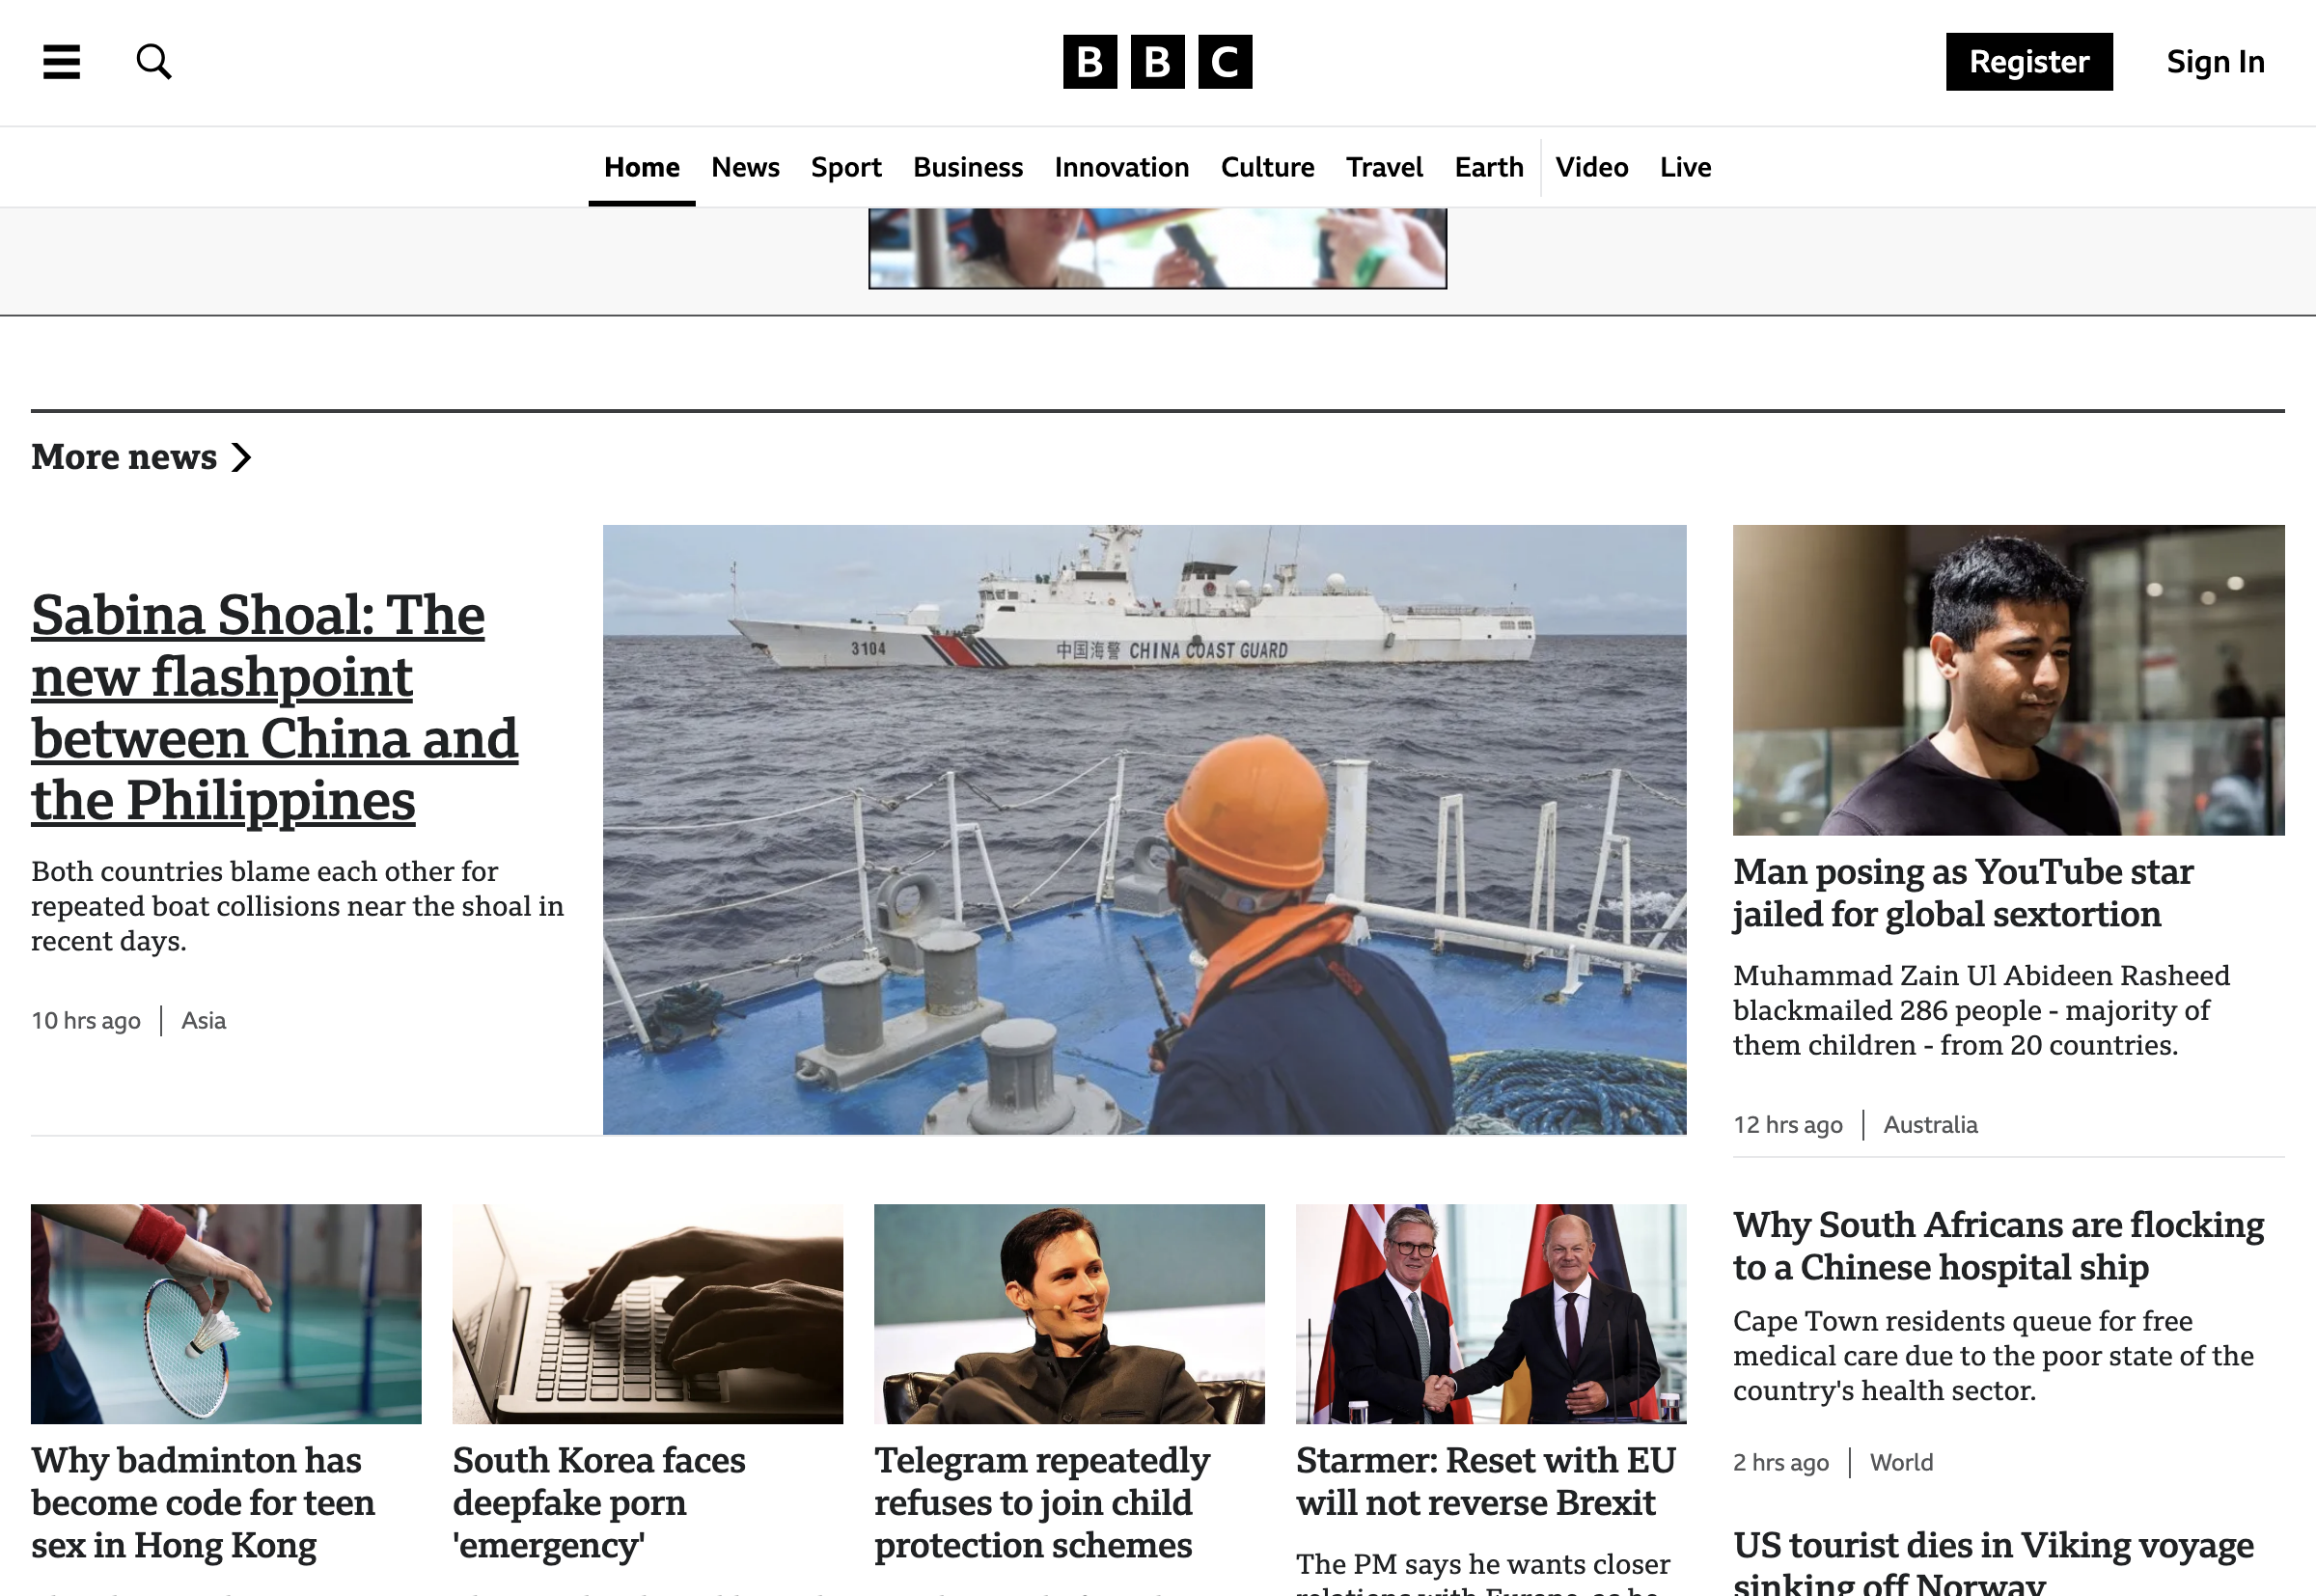 BBC
Register
Sign In
Home
News
Sport
Business
Innovation
Culture
Travel
Earth
Video
Live
More news
Sabina Shoal: The
new flashpoint
between China and
the Philippines
Both countries blame each other for
repeated boat collisions near the shoal in
recent days.
10 hrs ago
Asia
3104
中国海警 CHINA COAST GUARD
Man posing as YouTube star
jailed for global sextortion
Muhammad Zain Ul Abideen Rasheed
blackmailed 286 people - majority of
them children - from 20 countries.
12 hrs ago
Australia
Why badminton has
become code for teen
sex in Hong Kong
South Korea faces
deepfake porn
'emergency'
Telegram repeatedly
refuses to join child
protection schemes
Starmer: Reset with EU
will not reverse Brexit
The PM says he wants closer
relations with Europe, as he
Why South Africans are flocking
to a Chinese hospital ship
Cape Town residents queue for free
medical care due to the poor state of the
country's health sector.
2 hrs ago
World
US tourist dies in Viking voyage
sinking off Norway